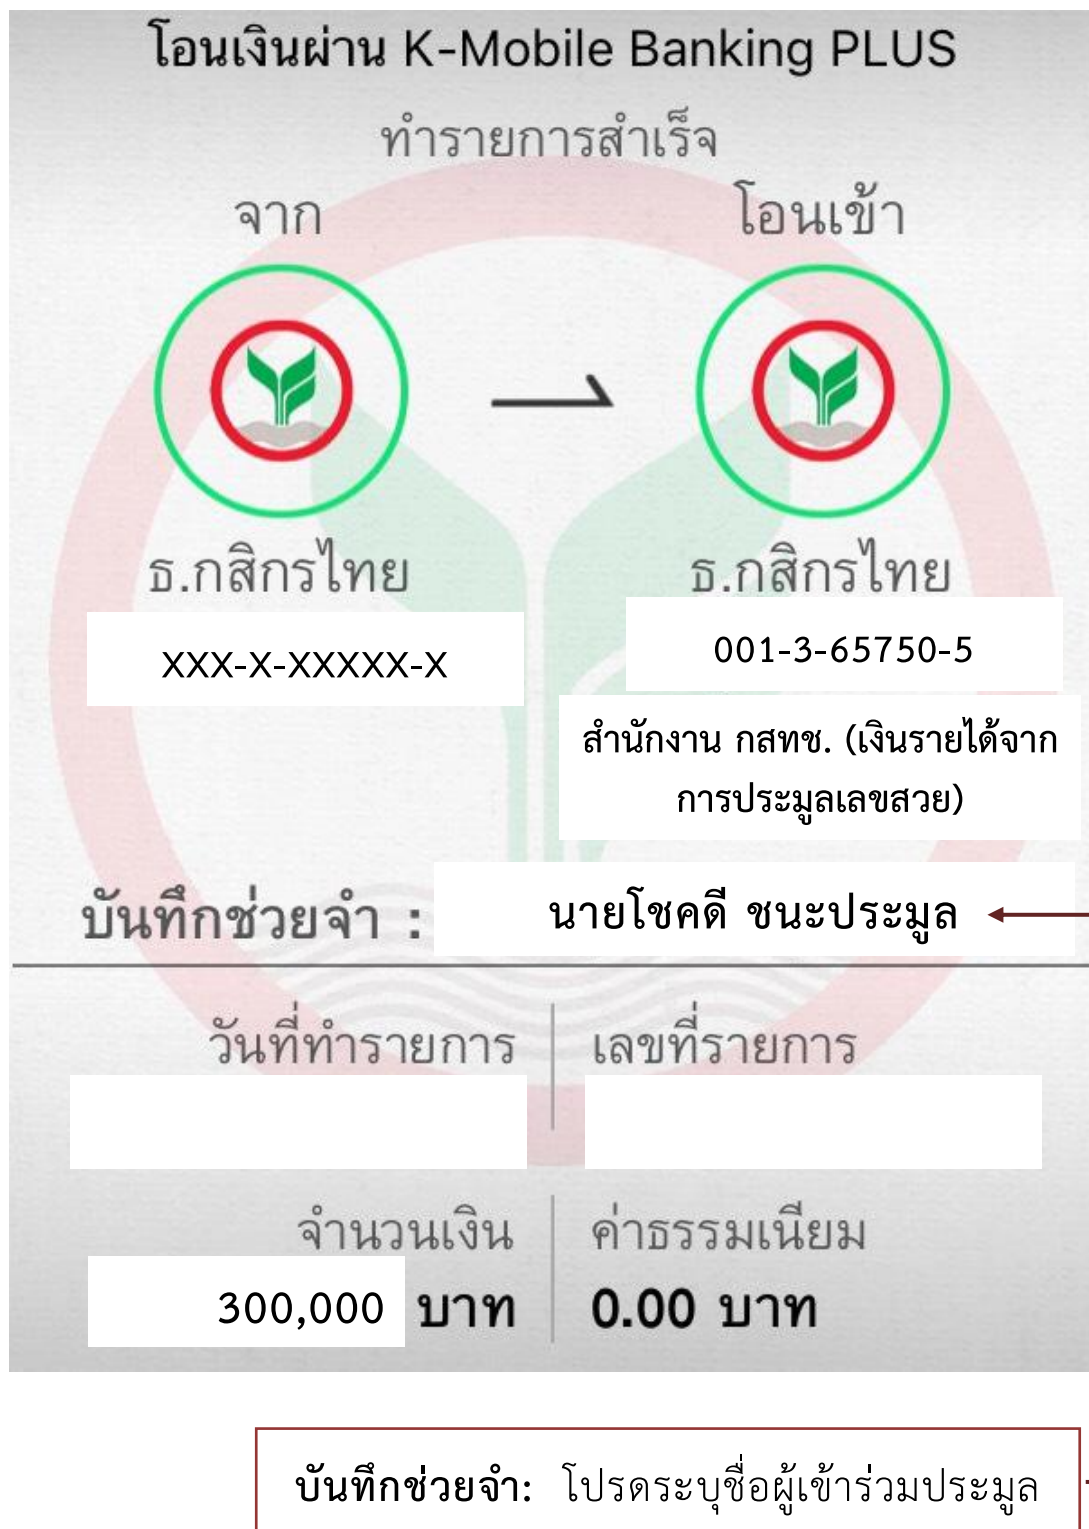 โอนเงินผ่าน K-Mobile Banking PLUS
ทำรายการสำเร็จ
จาก โอนเข้า
ธ.กสิกรไทย ธ.กสิกรไทย
XXX-X-XXXXX-X 001-3-65750-5
สำนักงาน กสทช. (เงินรายได้จาก
การประมูลเลขสวย)
บันทึกช่วยจำ : นายโชคดี ชนะประมูล
วันที่ทำรายการ เลขที่รายการ
จำนวนเงิน ค่าธรรมเนียม
300,000 บาท 0.00 บาท
บันทึกช่วยจำ: โปรดระบุชื่อผู้เข้าร่วมประมูล